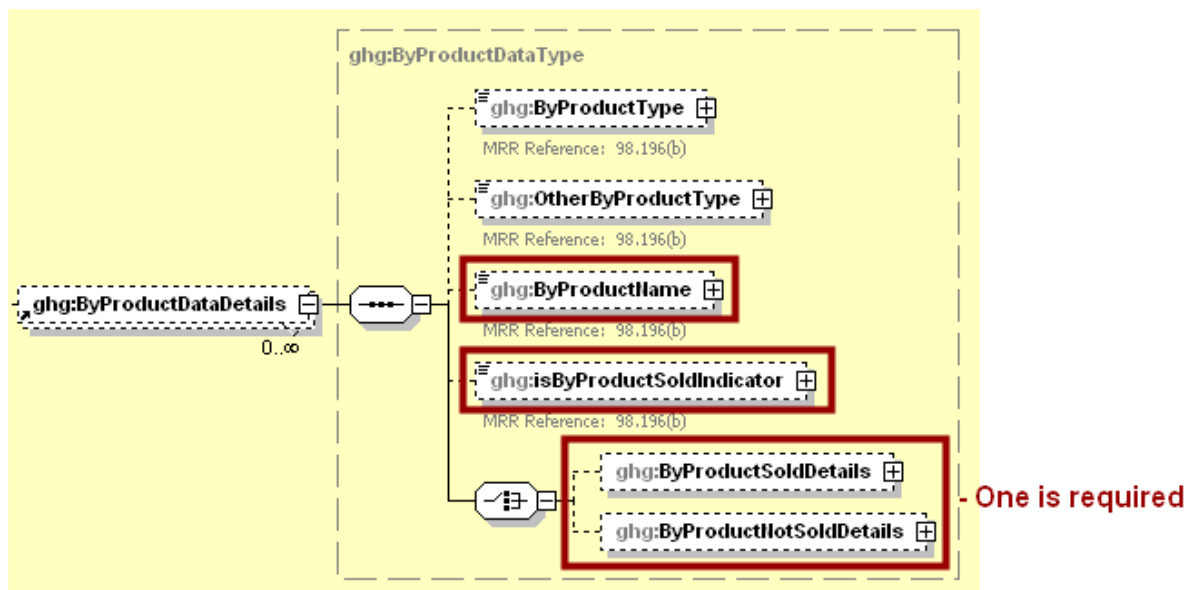 ghg:ByProductDataType
ghg:ByProductType
MRR Reference: 98.196(b)
ghg:OtherByProductType
MRR Reference: 98.196(b)
ghg:ByProductName
MRR Reference: 98.196(b)
ghg:ByProductDataDetails
0..∞
ghg:isByProductSoldIndicator
MRR Reference: 98.196(b)
ghg:ByProductSoldDetails
- One is required
ghg:ByProductNotSoldDetails